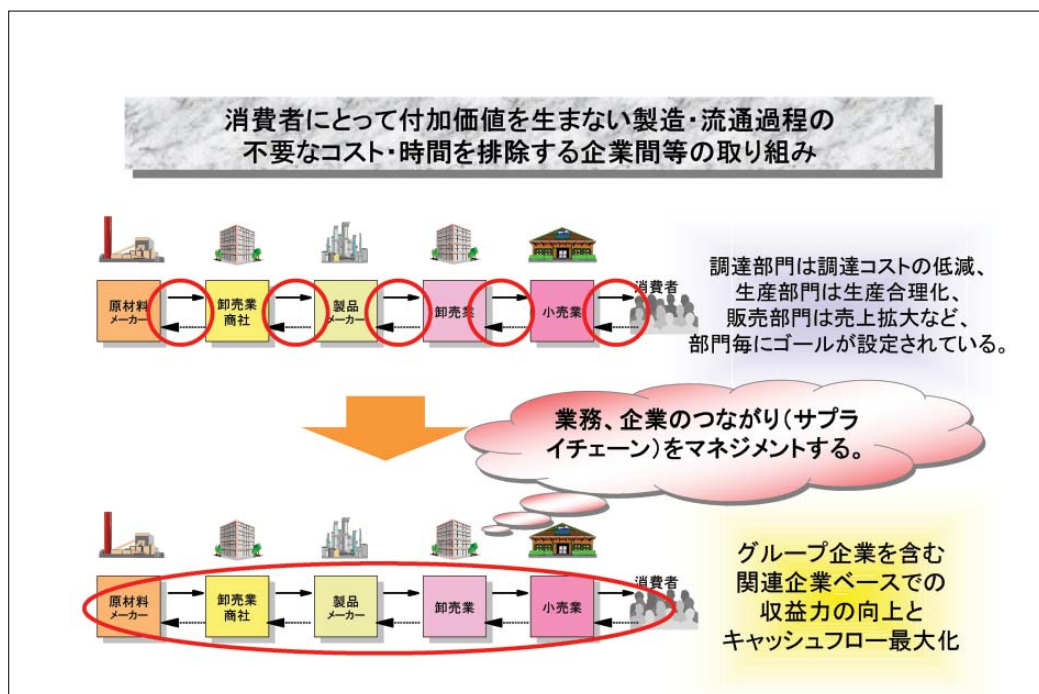 消費者にとって付加価値を生まない製造・流通過程の
不要なコスト・時間を排除する企業間等の取り組み
原材料
メーカー
卸売業
商社
製品
メーカー
卸売業
小売業
消費者
調達部門は調達コストの低減、
生産部門は生産合理化、
販売部門は売上拡大など、
部門毎にゴールが設定されている。
業務、企業のつながり(サプラ
イチェーン)をマネジメントする。
原材料
メーカー
卸売業
商社
製品
メーカー
卸売業
小売業
消費者
グループ企業を含む
関連企業ベースでの
収益力の向上と
キャッシュフロー最大化